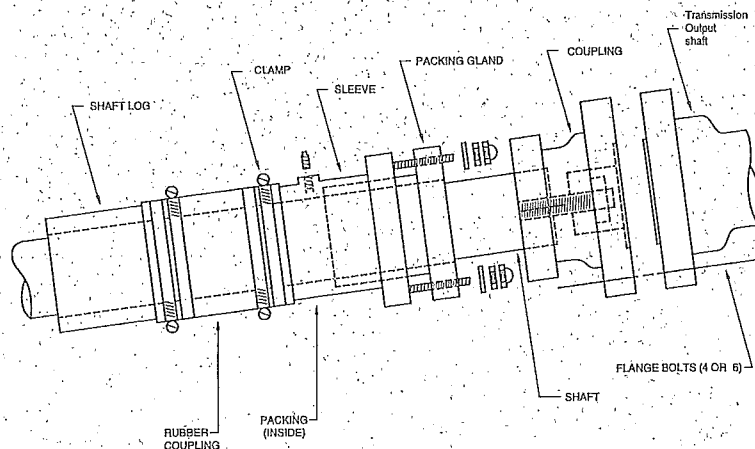 Transmission
Output
shaft
COUPLING
PACKING GLAND
CLAMP
SLEEVE
SHAFT LOG
FLANGE BOLTS (4 OR 6)
SHAFT
PACKING
(INSIDE)
RUBBER
COUPLING